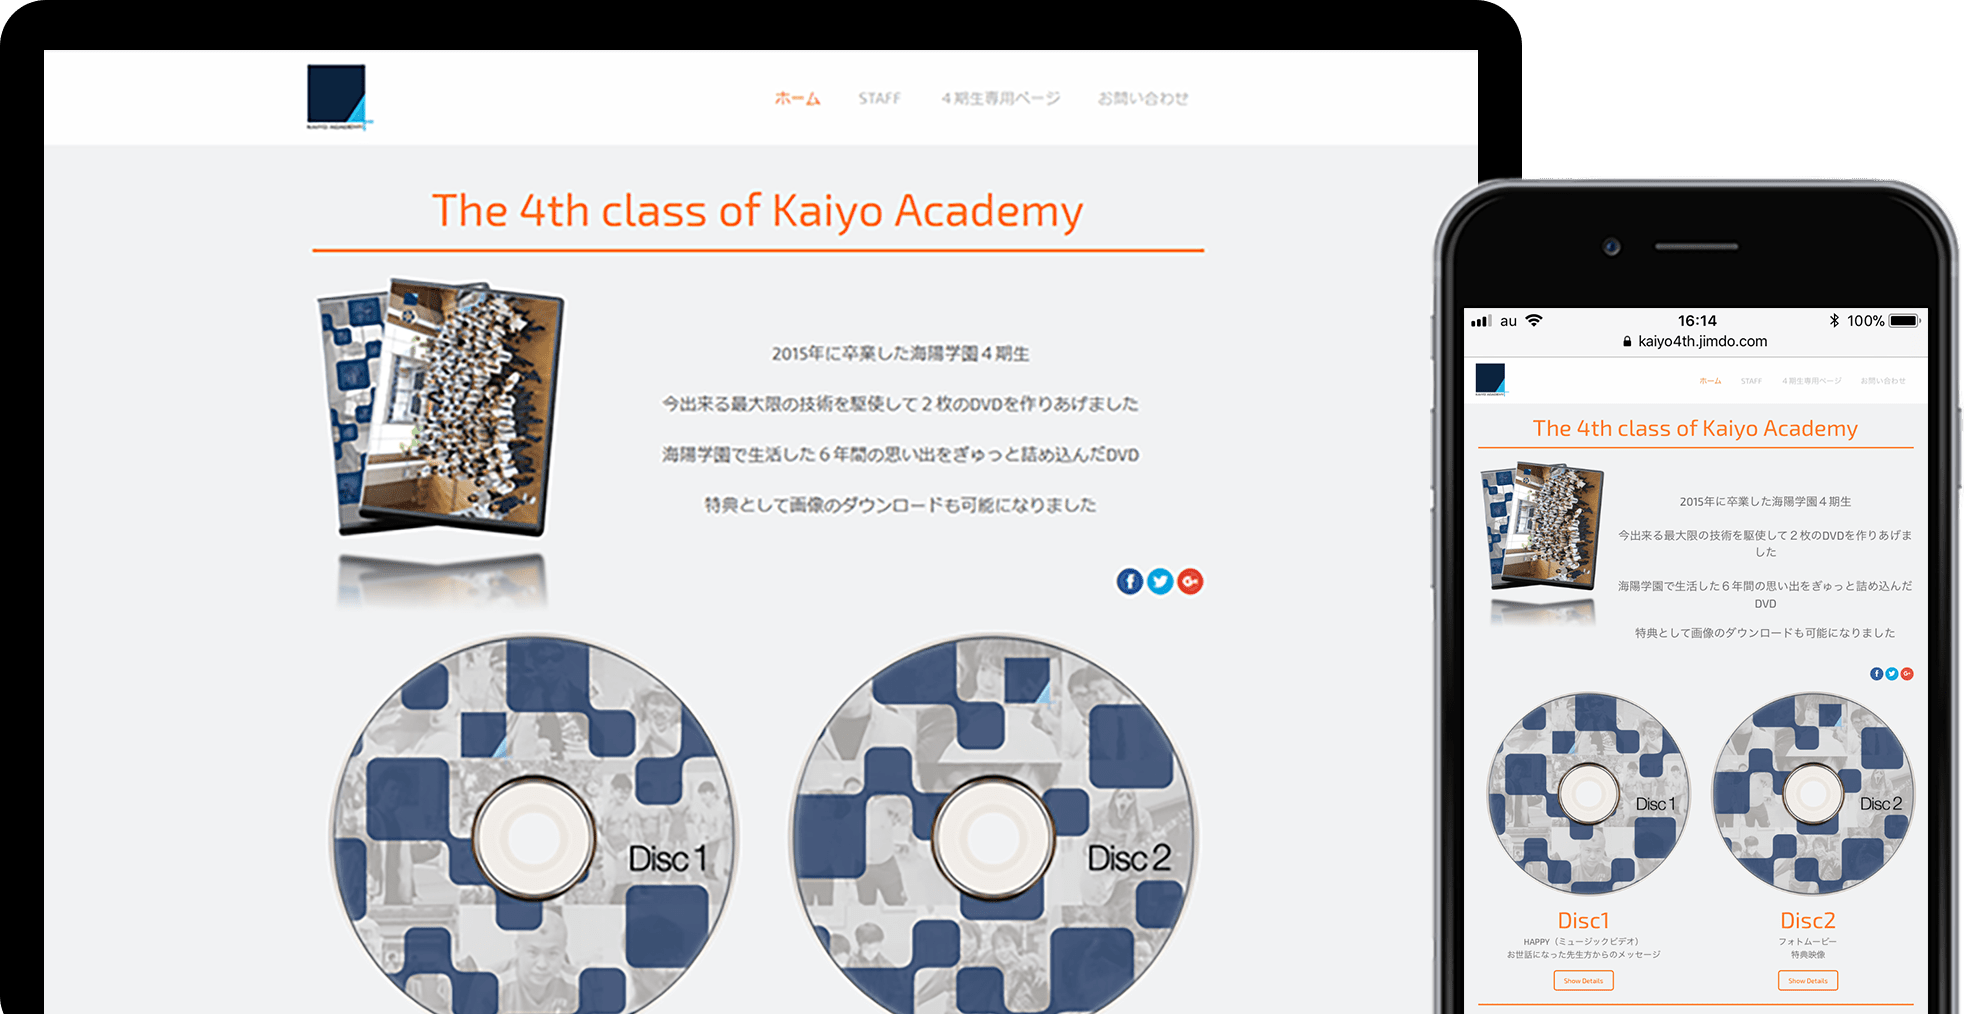 KAIYO ACADEMY
ホーム
STAFF
４期生専用ページ
お問い合わせ
The 4th class of Kaiyo Academy
2015年に卒業した海陽学園４期生
今出来る最大限の技術を駆使して２枚のDVDを作りあげました
海陽学園で生活した６年間の思い出をぎゅっと詰め込んだDVD
特典として画像のダウンロードも可能になりました
Disc 1
Disc 2
au
16:14
100%
kaiyo4th.jimdo.com
KAIYO ACADEMY
ホーム
STAFF
４期生専用ページ
お問い合わせ
The 4th class of Kaiyo Academy
2015年に卒業した海陽学園４期生
今出来る最大限の技術を駆使して２枚のDVDを作りあげま
した
海陽学園で生活した６年間の思い出をぎゅっと詰め込んだ
DVD
特典として画像のダウンロードも可能になりました
Disc 1
Disc 2
Disc1
HAPPY（ミュージックビデオ）
お世話になった先生方からのメッセージ
Show Details
Disc2
フォトムービー
特典映像
Show Details